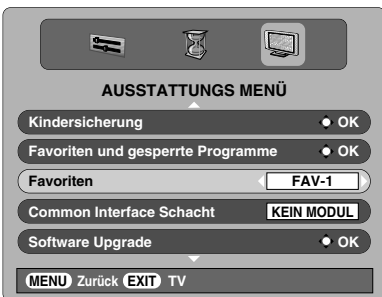 AUSSTATTUNGS MENÜ
Kindersicherung OK
Favoriten und gesperrte Programme OK
Favoriten FAV-1
Common Interface Schacht KEIN MODUL
Software Upgrade OK
MENU Zurück EXIT TV